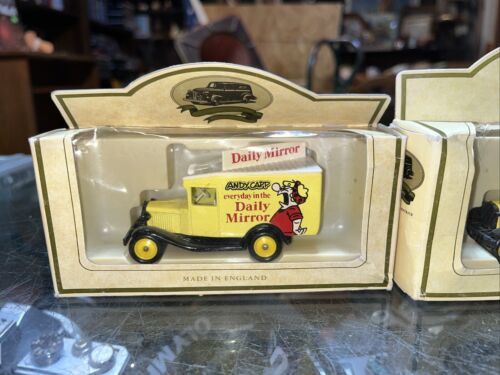 Daily Mirror
ANDY CAPP
everyday in the
Daily
Mirror
MADE IN ENGLAND